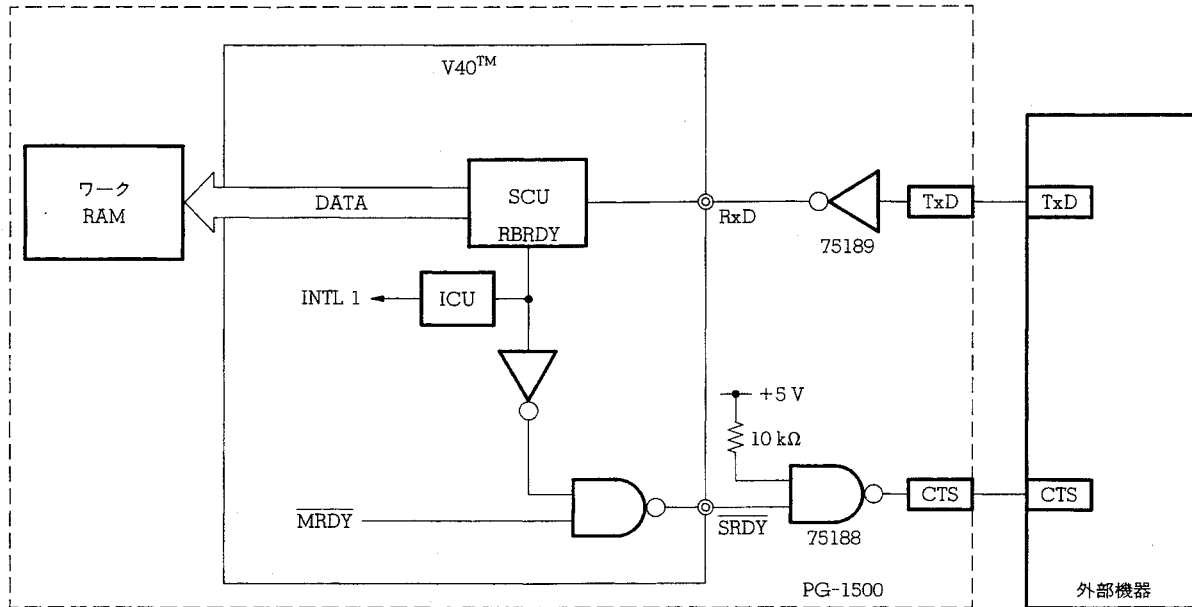 V40™
ワーク
RAM
DATA
SCU
RBRDY
RxD
75189
TxD
TxD
INTL 1
ICU
+5 V
10 kΩ
MRDY
SRDY
75188
CTS
CTS
PG-1500
外部機器